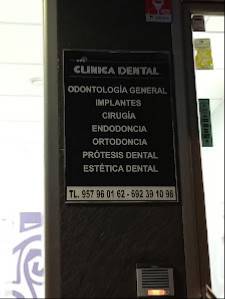 CLINICA DENTAL
ODONTOLOGÍA GENERAL
IMPLANTES
CIRUGÍA
ENDODONCIA
ORTODONCIA
PRÓTESIS DENTAL
ESTÉTICA DENTAL
TL. 957 96 01 62 - 692 39 10 96